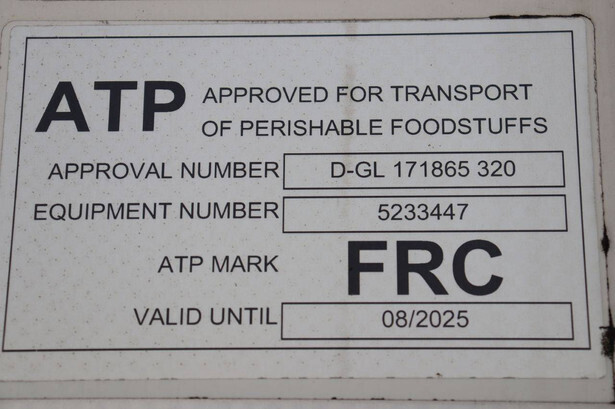 ATP APPROVED FOR TRANSPORT
OF PERISHABLE FOODSTUFFS
APPROVAL NUMBER D-GL 171865 320
EQUIPMENT NUMBER 5233447
ATP MARK FRC
VALID UNTIL 08/2025